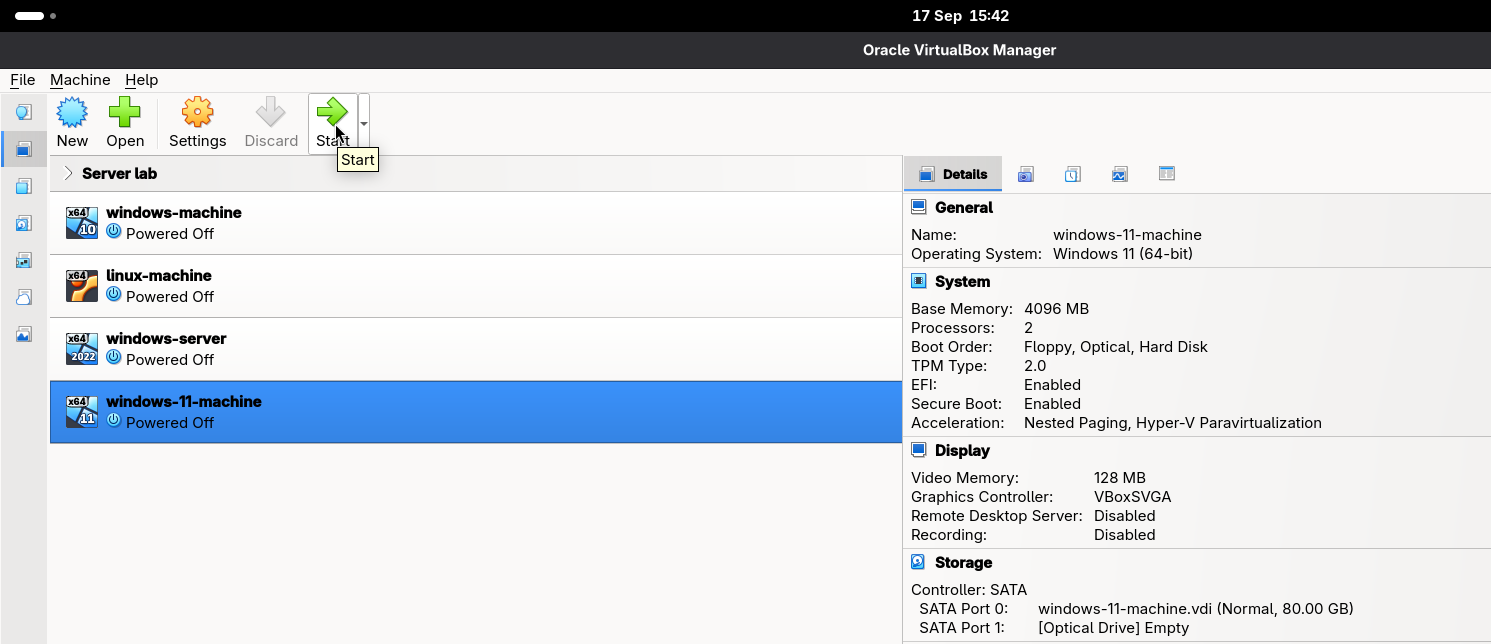 17 Sep 15:42
Oracle VirtualBox Manager
File Machine Help
New Open Settings Discard Start
Start
Server lab
x64 10
windows-machine
Powered Off
x64
linux-machine
Powered Off
x64 2022
windows-server
Powered Off
x64 11
windows-11-machine
Powered Off
Details
General
Name: windows-11-machine
Operating System: Windows 11 (64-bit)
System
Base Memory: 4096 MB
Processors: 2
Boot Order: Floppy, Optical, Hard Disk
TPM Type: 2.0
EFI: Enabled
Secure Boot: Enabled
Acceleration: Nested Paging, Hyper-V Paravirtualization
Display
Video Memory: 128 MB
Graphics Controller: VBoxSVGA
Remote Desktop Server: Disabled
Recording: Disabled
Storage
Controller: SATA
SATA Port 0: windows-11-machine.vdi (Normal, 80.00 GB)
SATA Port 1: [Optical Drive] Empty